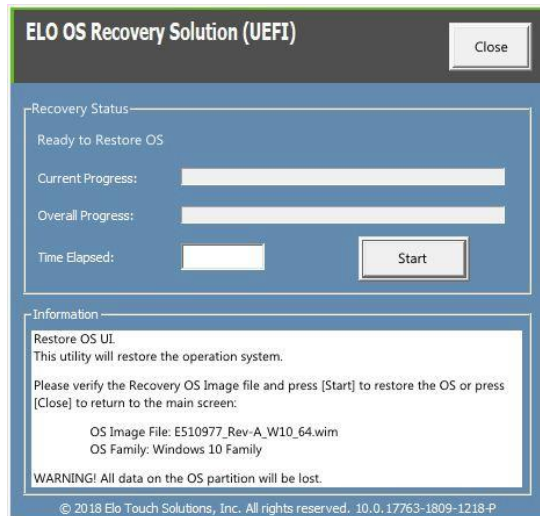 ELO OS Recovery Solution (UEFI)
Close
Recovery Status
Ready to Restore OS
Current Progress:
Overall Progress:
Time Elapsed:
Start
Information
Restore OS UI.
This utility will restore the operation system.
Please verify the Recovery OS Image file and press [Start] to restore the OS or press
[Close] to return to the main screen:
OS Image File: E510977_Rev-A_W10_64.wim
OS Family: Windows 10 Family
WARNING! All data on the OS partition will be lost.
© 2018 Elo Touch Solutions, Inc. All rights reserved. 10.0.17763-1809-1218-P